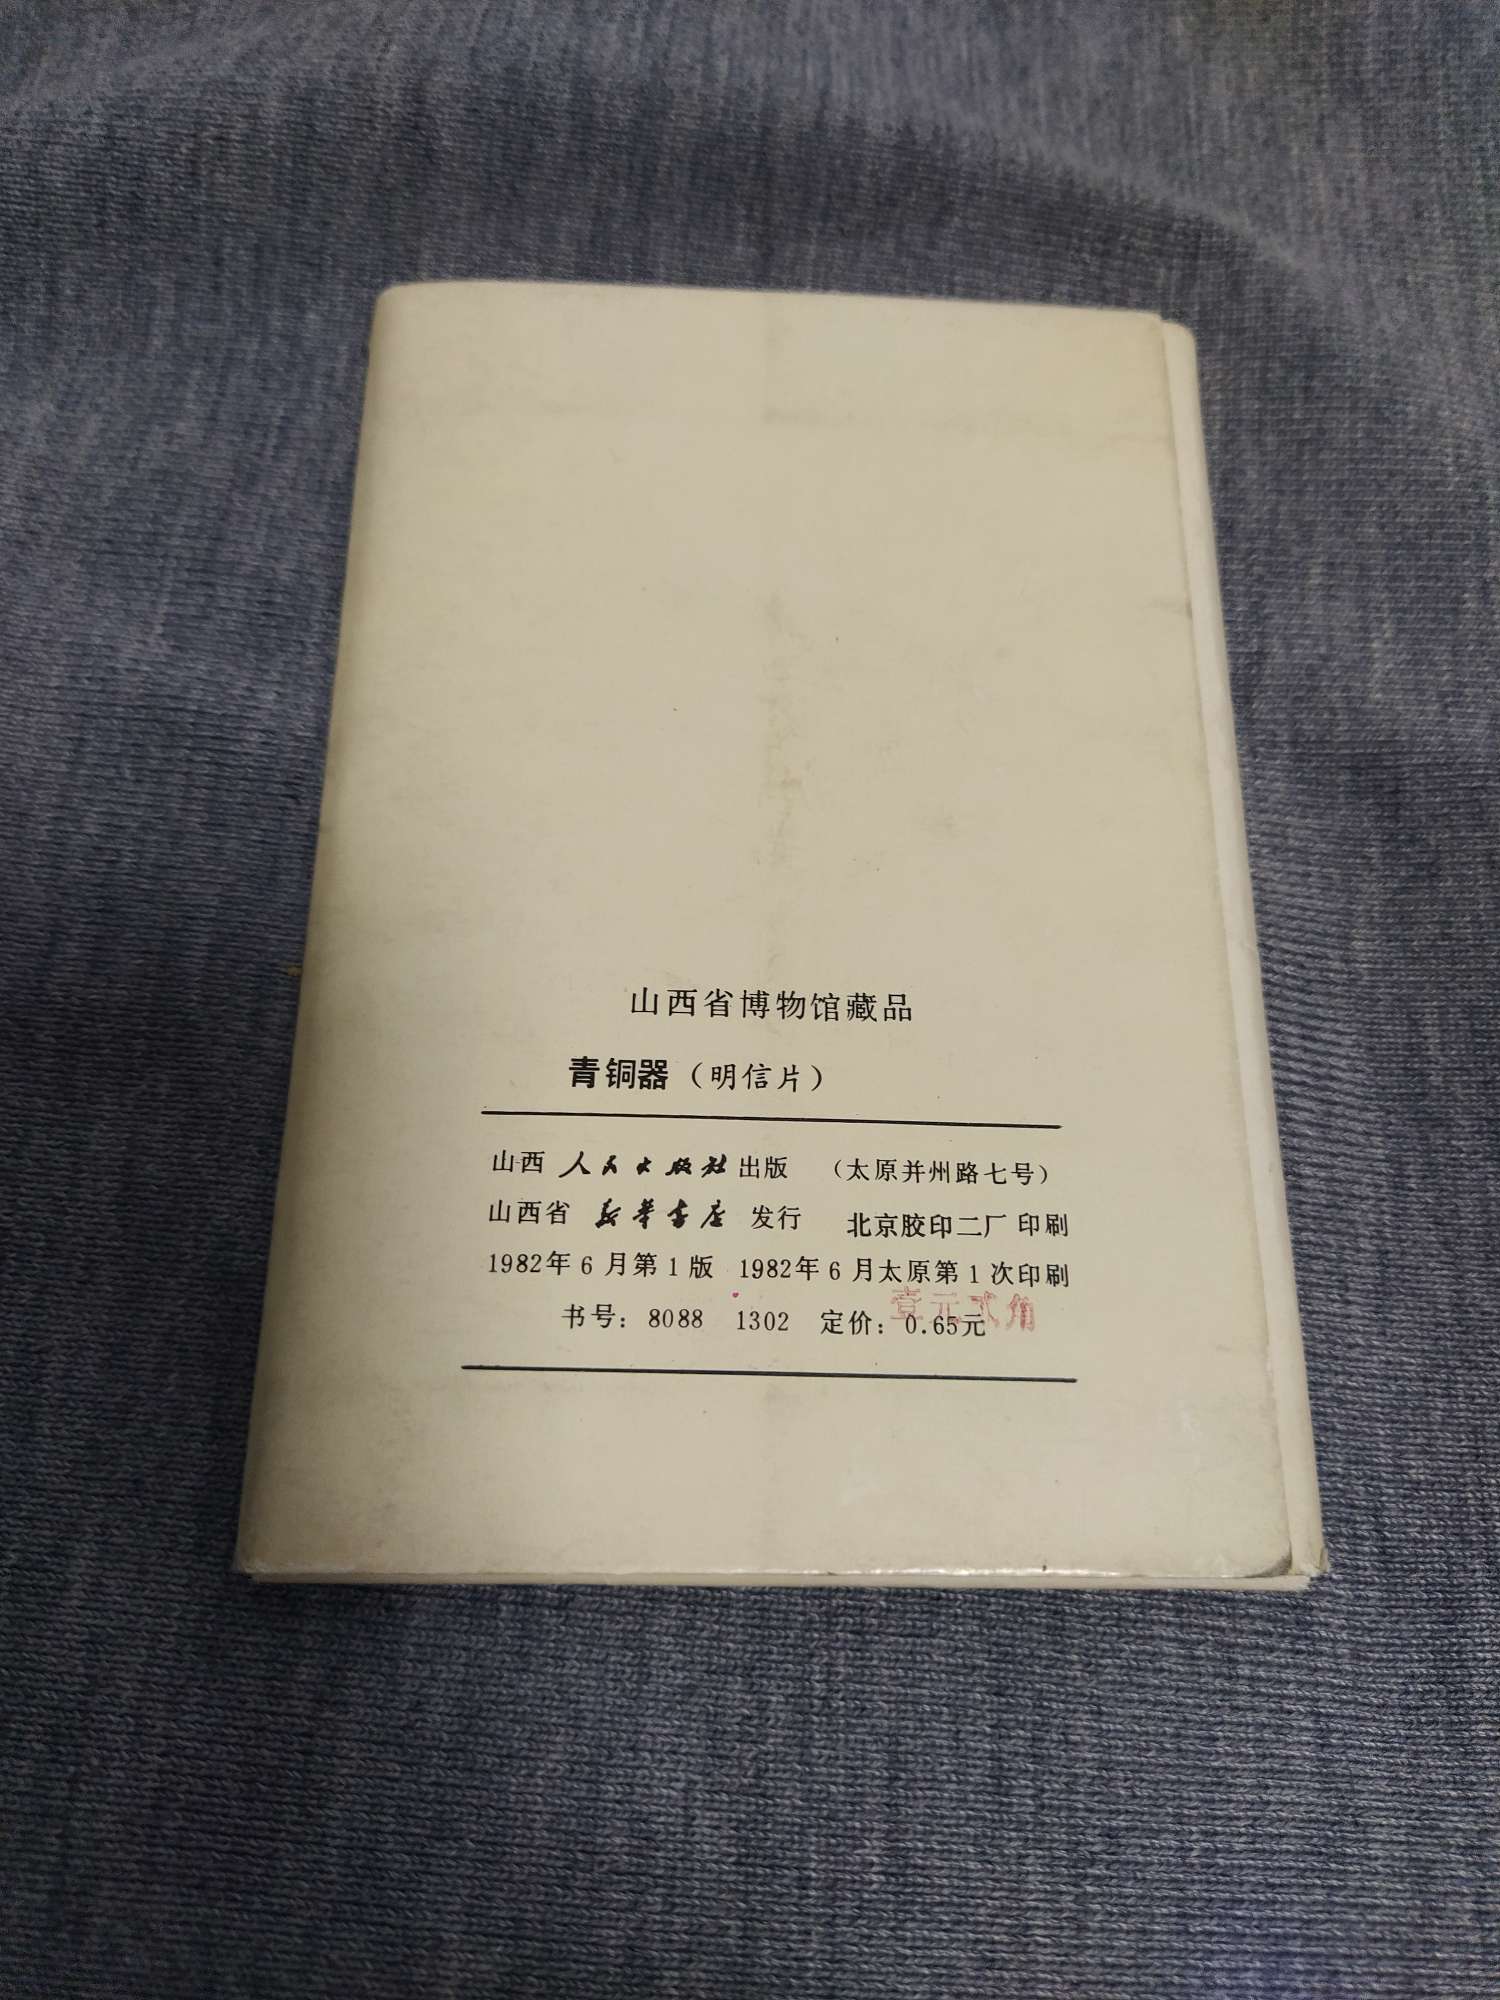 山西省博物馆藏品
青铜器（明信片）
山西人民出版社出版 （太原并州路七号）
山西省新华书店发行 北京胶印二厂印刷
1982年6月第1版 1982年6月太原第1次印刷
壹元贰角
书号：8088 1302 定价：0.65元